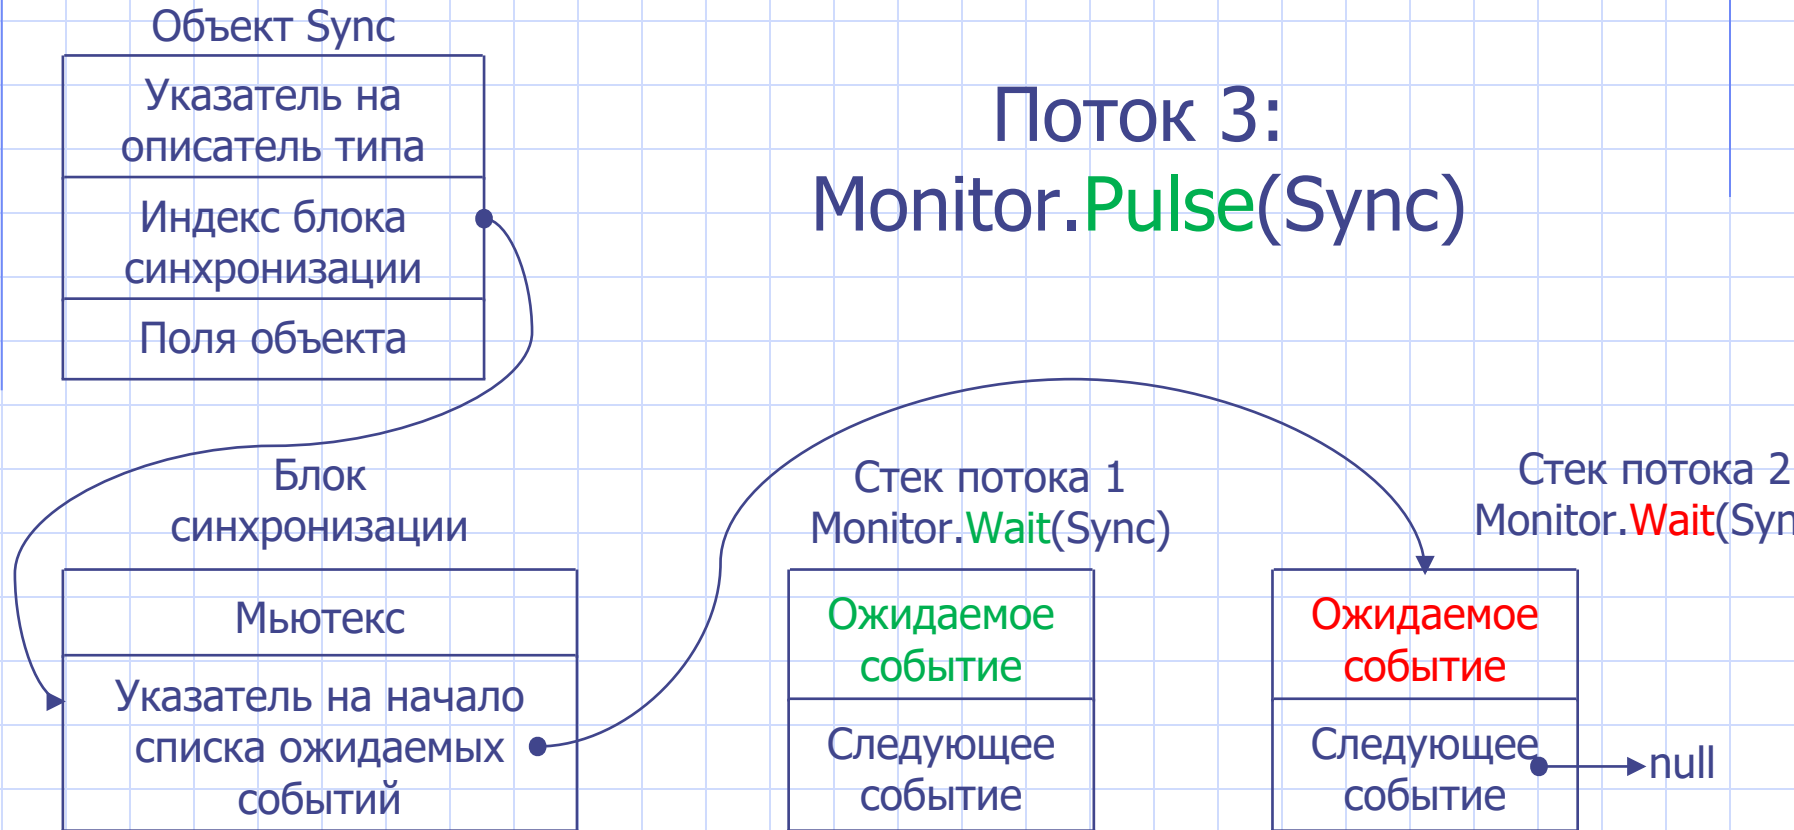 Объект Sync
Указатель на
описатель типа
Индекс блока
синхронизации
Поля объекта
Поток 3:
Monitor.Pulse(Sync)
Блок
синхронизации
Мьютекс
Указатель на начало
списка ожидаемых
событий
Стек потока 1
Monitor.Wait(Sync)
Ожидаемое
событие
Следующее
событие
Стек потока 2
Monitor.Wait(Syn
Ожидаемое
событие
Следующее
событие
null